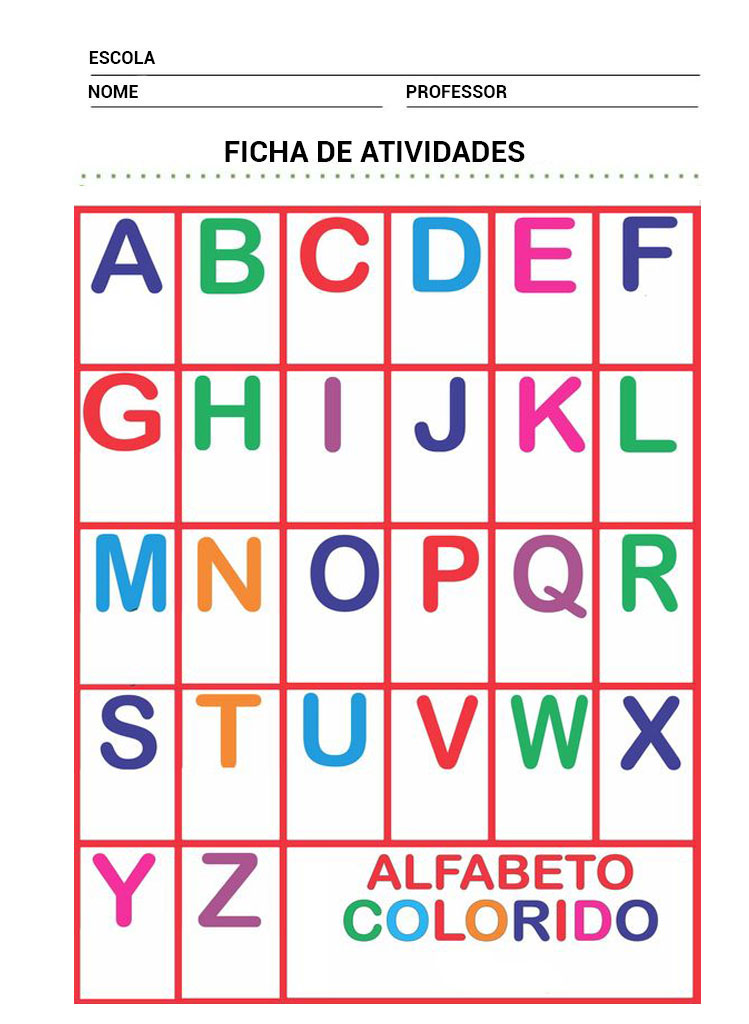 ESCOLA
NOME PROFESSOR
FICHA DE ATIVIDADES
A B C D E F
G H I J K L
M N O P Q R
S T U V W X
Y Z ALFABETO
COLORIDO